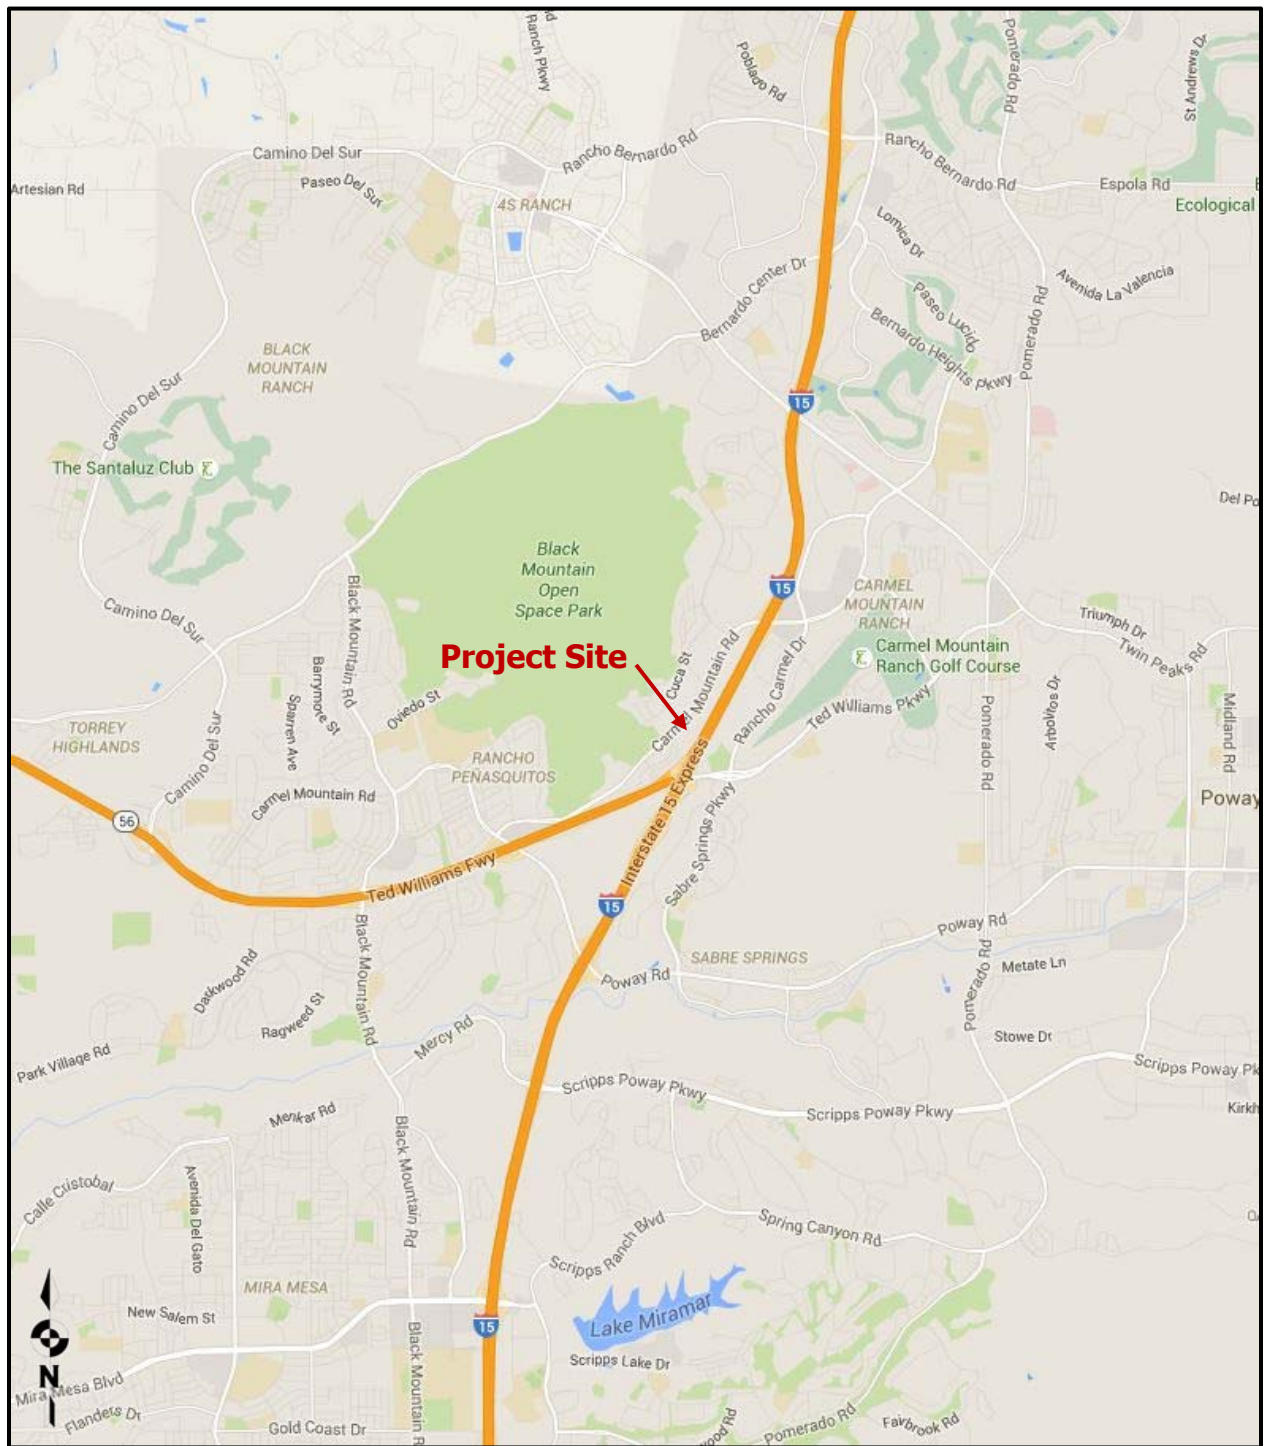 Ranch Pkwy
Poblado Rd
Pomerado Rd
St Andrews Dr
Camino Del Sur
Rancho Bernardo Rd
Rancho Bernardo Rd
Artesian Rd
Paseo Del Sur
4S RANCH
Espola Rd
Ecological
Lomica Dr
Avenida La Valencia
Bernardo Center Dr
Paseo Lucido
Bernardo Heights Pkwy
Pomerado Rd
BLACK
MOUNTAIN
RANCH
Camino Del Sur
15
The Santaluz Club
Del Po
Black
Mountain
Open
Space Park
Black Mountain Rd
15
CARMEL
MOUNTAIN
RANCH
Camino Del Sur
Triumph Dr
Twin Peaks Rd
Project Site
Carmel Mountain
Ranch Golf Course
Cuca St
Carmel Mountain Rd
Rancho Carmel Dr
Ted Williams Pkwy
Barrymore St
Sparren Ave
Oviedo St
Pomerado Rd
Arbolitos Dr
Midland Rd
TORREY
HIGHLANDS
Camino Del Sur
RANCHO
PEÑASQUITOS
Carmel Mountain Rd
Interstate 15 Express
Sabre Springs Pkwy
Poway
56
Ted Williams Fwy
15
Black Mountain Rd
Poway Rd
SABRE SPRINGS
Metate Ln
Darkwood Rd
Poway Rd
Pomerado Rd
Ragweed St
Mercy Rd
Stowe Dr
Park Village Rd
Scripps Poway Pkwy
Scripps Poway Pk
Scripps Poway Pkwy
Kirkh
Menkar Rd
Black Mountain Rd
Calle Cristobal
Avenida Del Gato
Spring Canyon Rd
Scripps Ranch Blvd
MIRA MESA
New Salem St
15
Lake Miramar
Scripps Lake Dr
Black Mountain R
N
Mira Mesa Blvd
Flanders Dr
Gold Coast Dr
wood Rd
Pomerado Rd
Fairbrook Rd